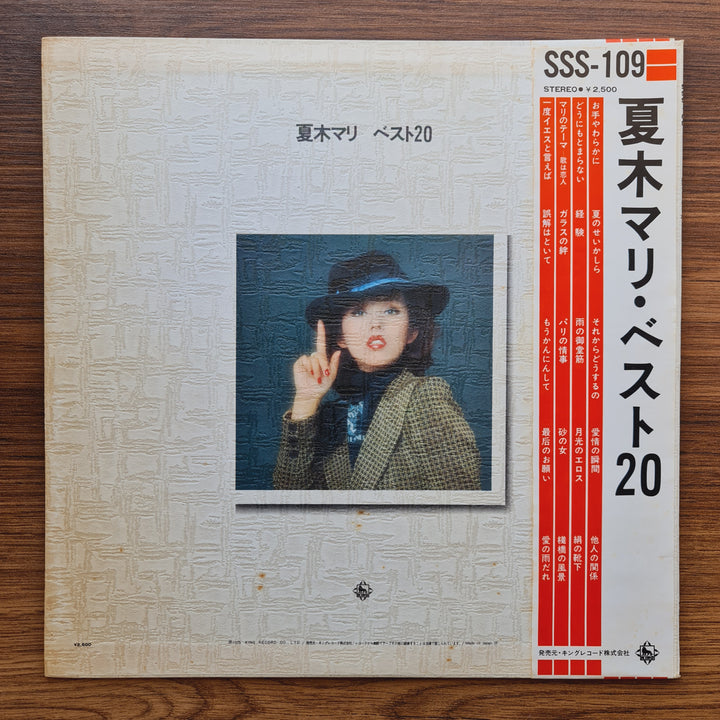 夏木マリ ベスト20
¥2,500
SSS-109
STEREO● ¥2,500
夏木マリ・ベスト20
お手やわらかに
夏のせいかしら
それからどうするの
愛情の瞬間
他人の関係
どうにもとまらない
経験
雨の御堂筋
月光のエロス
絹の靴下
マリのテーマ—歌は恋人
ガラスの絆
パリの情事
砂の女
棧橋の風景
一度イエスと言えば
誤解はといて
もうかんにんして
最后のお願い
愛の雨だれ
発売元・キングレコード株式会社